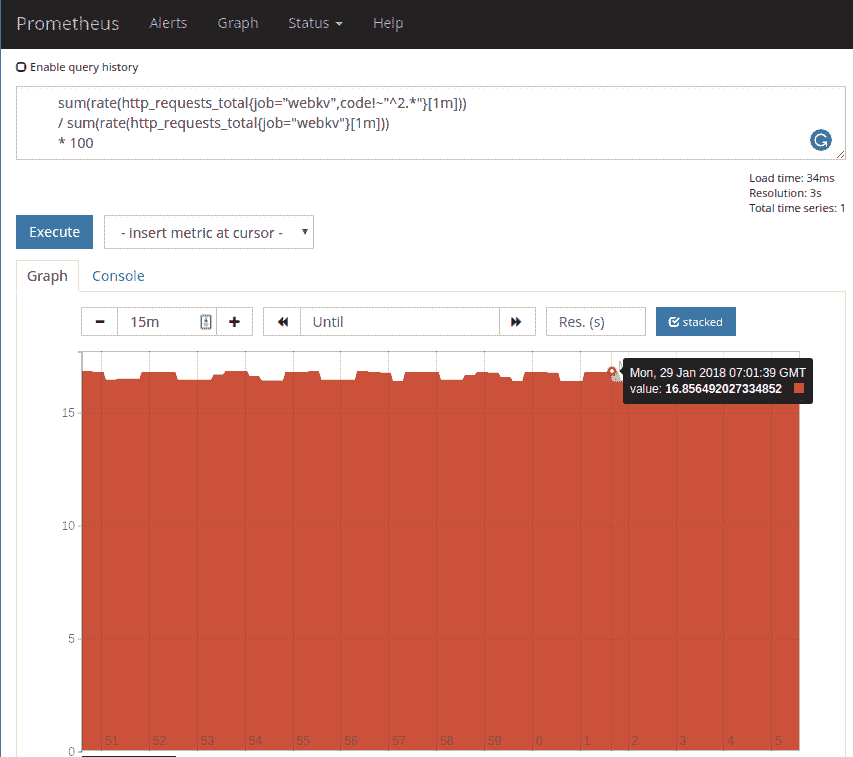 Prometheus Alerts Graph Status Help
Enable query history
sum(rate(http_requests_total{job="webkv",code!~"^2.*"}[1m]))
/ sum(rate(http_requests_total{job="webkv"}[1m]))
* 100
Load time: 34ms
Resolution: 3s
Total time series: 1
Execute - insert metric at cursor -
Graph Console
15m Until Res. (s) stacked
Mon, 29 Jan 2018 07:01:39 GMT
value: 16.856492027334852
15
10
5
0
51 52 53 54 55 56 57 58 59 0 1 2 3 4 5